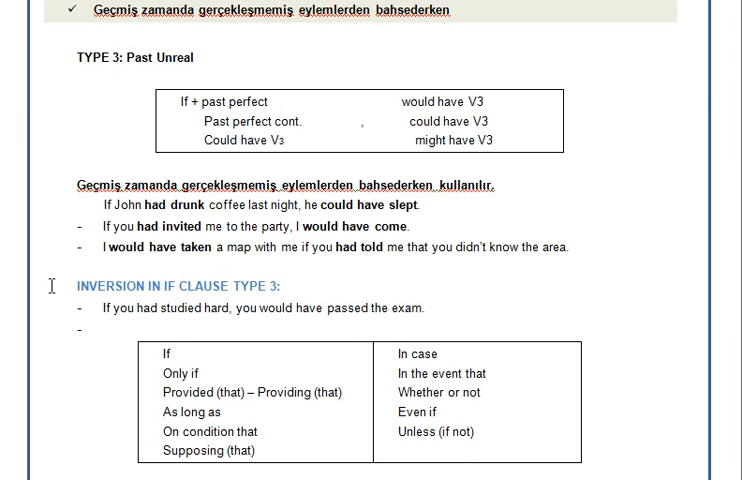 ✓ Geçmiş zamanda gerçekleşmemiş eylemlerden bahsederken
TYPE 3: Past Unreal
If + past perfect would have V3
Past perfect cont. , could have V3
Could have V3 might have V3
Geçmiş zamanda gerçekleşmemiş eylemlerden bahsederken kullanılır.
If John had drunk coffee last night, he could have slept.
- If you had invited me to the party, I would have come.
- I would have taken a map with me if you had told me that you didn't know the area.
INVERSION IN IF CLAUSE TYPE 3:
- If you had studied hard, you would have passed the exam.
-
If In case
Only if In the event that
Provided (that) – Providing (that) Whether or not
As long as Even if
On condition that Unless (if not)
Supposing (that)